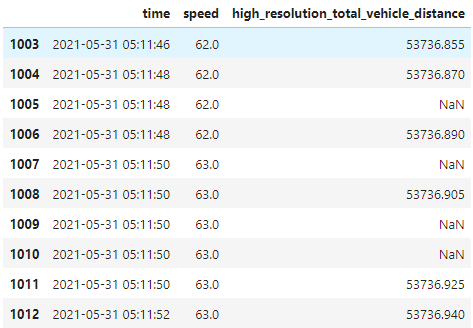 time speed high_resolution_total_vehicle_distance
1003 2021-05-31 05:11:46 62.0 53736.855
1004 2021-05-31 05:11:48 62.0 53736.870
1005 2021-05-31 05:11:48 62.0 NaN
1006 2021-05-31 05:11:48 62.0 53736.890
1007 2021-05-31 05:11:50 63.0 NaN
1008 2021-05-31 05:11:50 63.0 53736.905
1009 2021-05-31 05:11:50 63.0 NaN
1010 2021-05-31 05:11:50 63.0 NaN
1011 2021-05-31 05:11:50 63.0 53736.925
1012 2021-05-31 05:11:52 63.0 53736.940